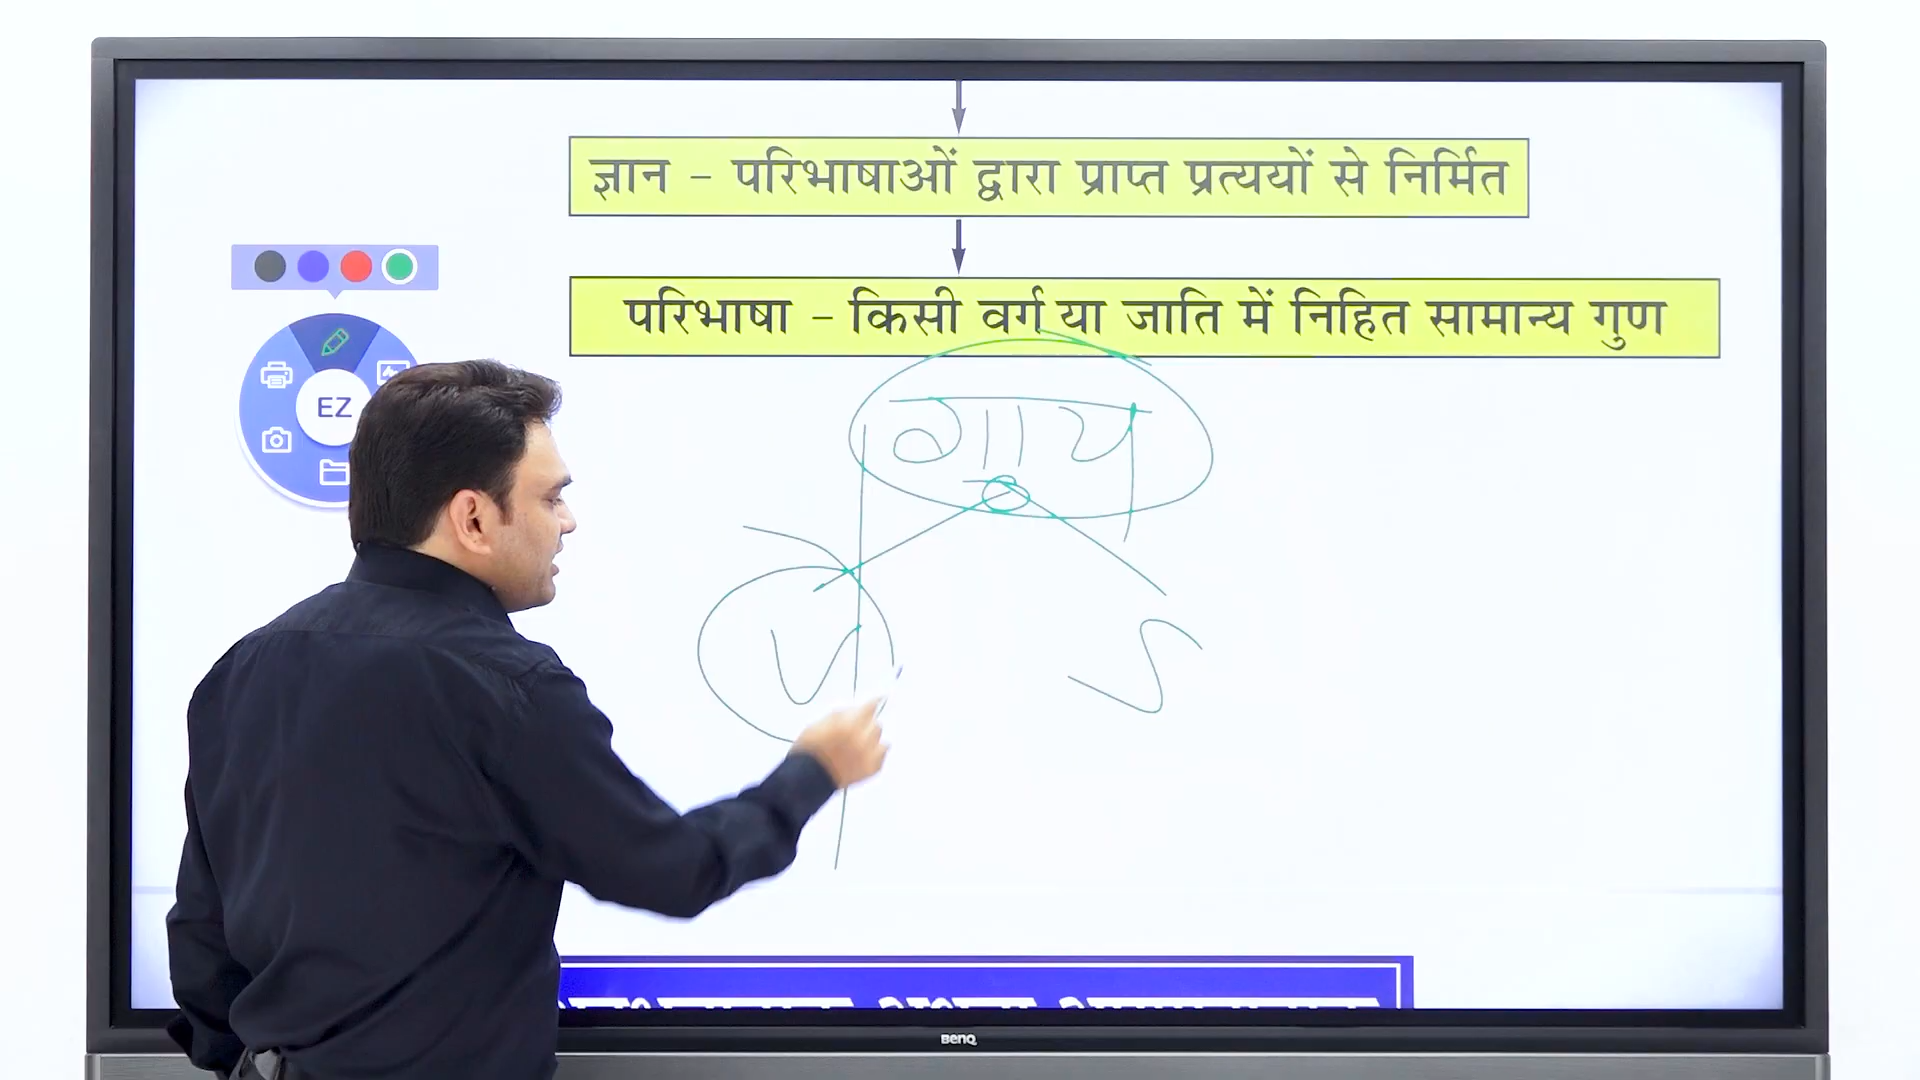 ज्ञान - परिभाषाओं द्वारा प्राप्त प्रत्ययों से निर्मित
परिभाषा - किसी वर्ग या जाति में निहित सामान्य गुण
EZ
गाय
BenQ